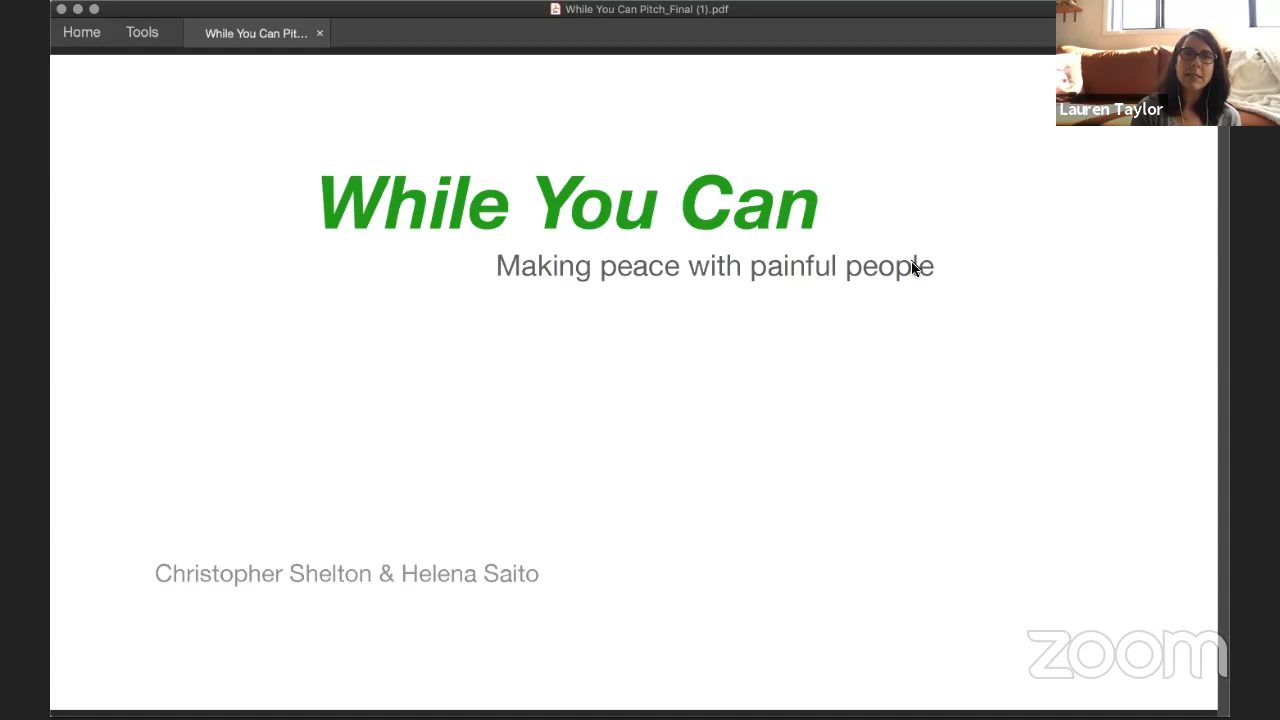 While You Can Pitch_Final (1).pdf
Home Tools While You Can Pit... ×
Lauren Taylor
While You Can
Making peace with painful people
Christopher Shelton & Helena Saito
zoom